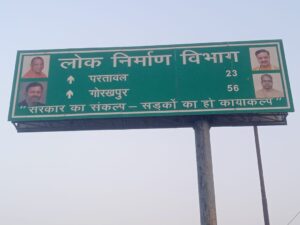 लोक निर्माण विभाग
↑ परतावल 23
↑ गोरखपुर 56
"सरकार का संकल्प – सड़कों का हो कायाकल्प"